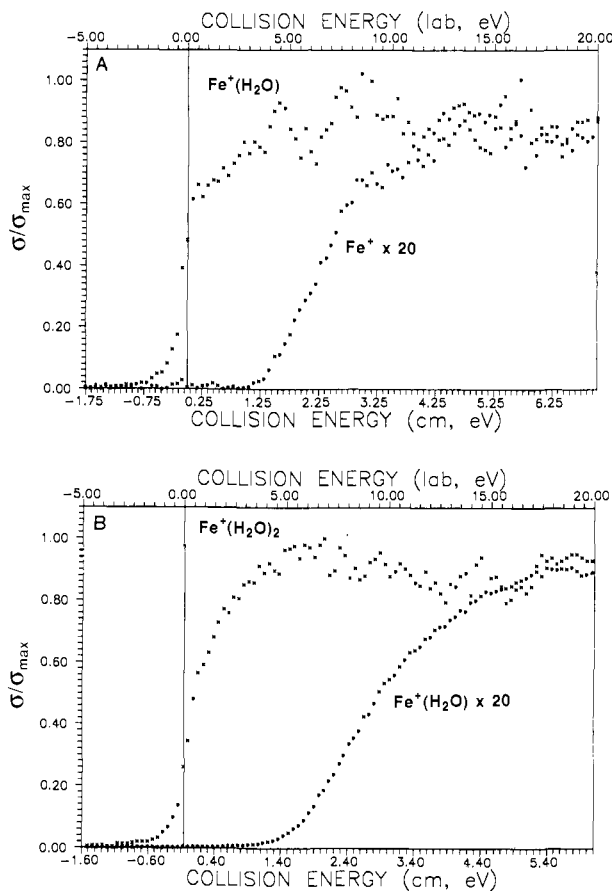 COLLISION ENERGY (lab, eV)
-5.00 0.00 5.00 10.00 15.00 20.00
A
Fe⁺(H₂O)
1.00
0.80
0.60
0.40
0.20
0.00
σ/σmax
Fe⁺ x 20
-1.75 -0.75 0.25 1.25 2.25 3.25 4.25 5.25 6.25
COLLISION ENERGY (cm, eV)
COLLISION ENERGY (lab, eV)
-5.00 0.00 5.00 10.00 15.00 20.00
B
Fe⁺(H₂O)₂
1.00
0.80
0.60
0.40
0.20
0.00
σ/σmax
Fe⁺(H₂O) x 20
-1.60 -0.60 0.40 1.40 2.40 3.40 4.40 5.40
COLLISION ENERGY (cm, eV)